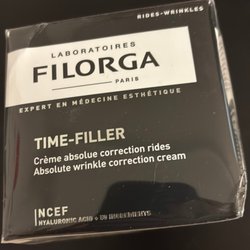 RIDES-WRINKLES
LABORATOIRES
FILORGA
PARIS
EXPERT EN MÉDECINE ESTHÉTIQUE
TIME-FILLER
Crème absolue correction rides
Absolute wrinkle correction cream
NCEF
HYALURONIC ACID +